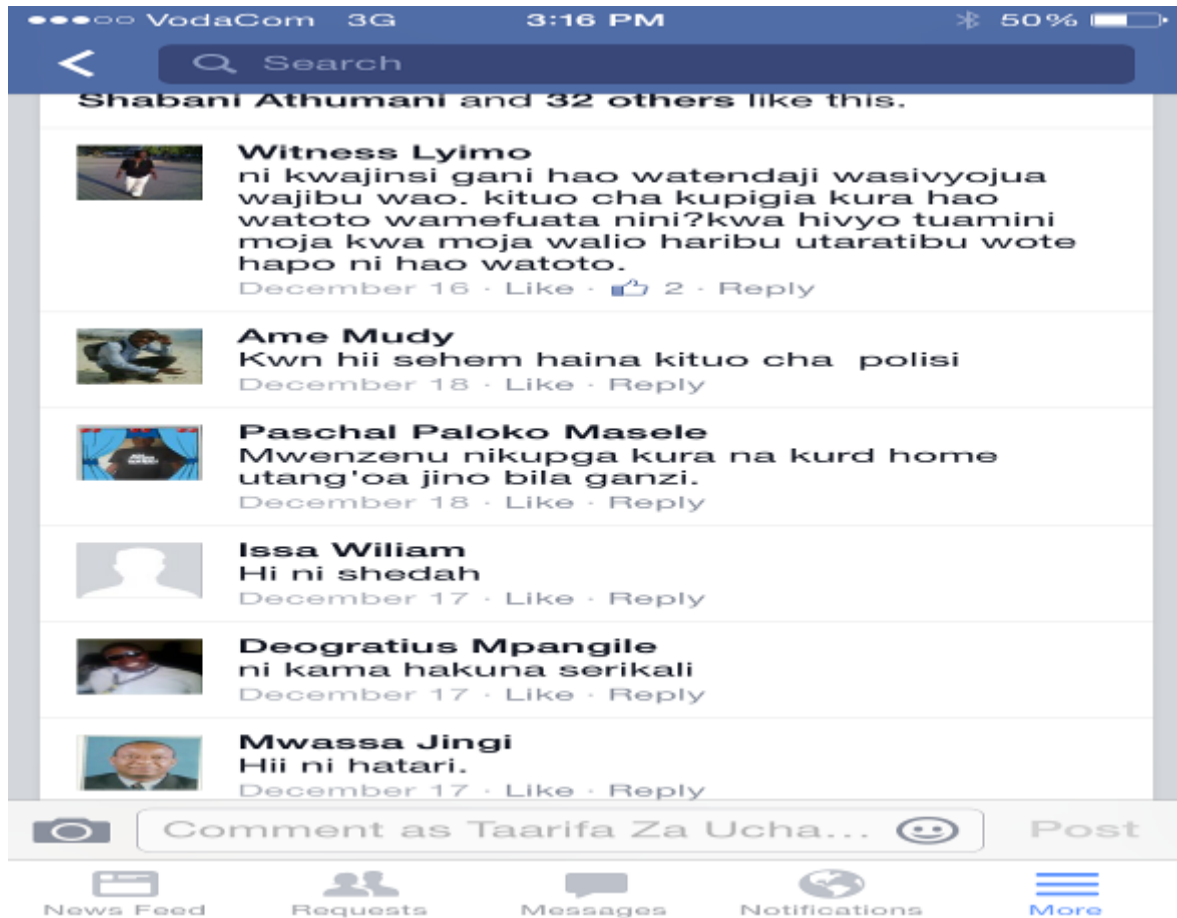 VodaCom 3G 3:16 PM 50%
Search
Shabani Athumani and 32 others like this.
Witness Lyimo
ni kwajinsi gani hao watendaji wasivyojua
wajibu wao. kituo cha kupigia kura hao
watoto wamefuata nini?kwa hivyo tuamini
moja kwa moja walio haribu utaratibu wote
hapo ni hao watoto.
December 16 · Like · 2 · Reply
Ame Mudy
Kwn hii sehem haina kituo cha polisi
December 18 · Like · Reply
Paschal Paloko Masele
Mwenzenu nikupga kura na kurd home
utang'oa jino bila ganzi.
December 18 · Like · Reply
Issa Wiliam
Hi ni shedah
December 17 · Like · Reply
Deogratius Mpangile
ni kama hakuna serikali
December 17 · Like · Reply
Mwassa Jingi
Hii ni hatari.
December 17 · Like · Reply
Comment as Taarifa Za Ucha... Post
News Feed Requests Messages Notifications More